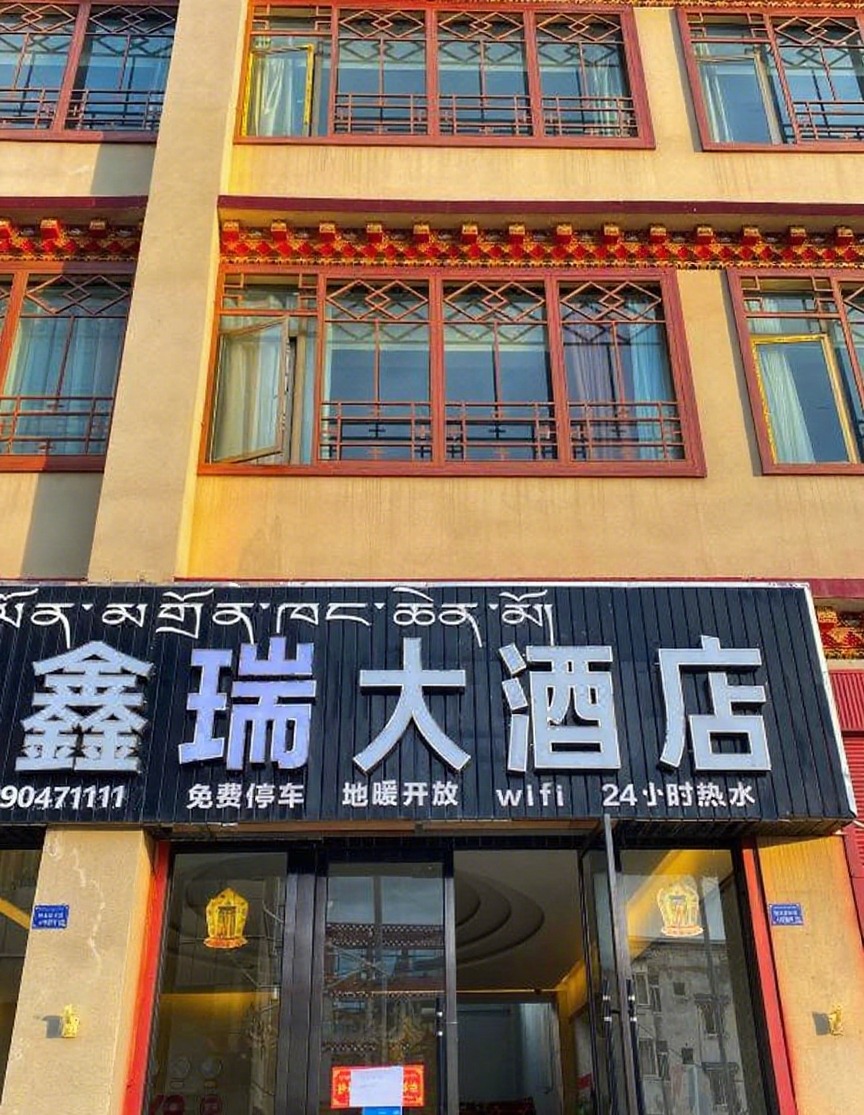 མགྲོན་ཁང་ཆེན་མོ།
鑫瑞大酒店
90471111 免费停车 地暖开放 wifi 24小时热水